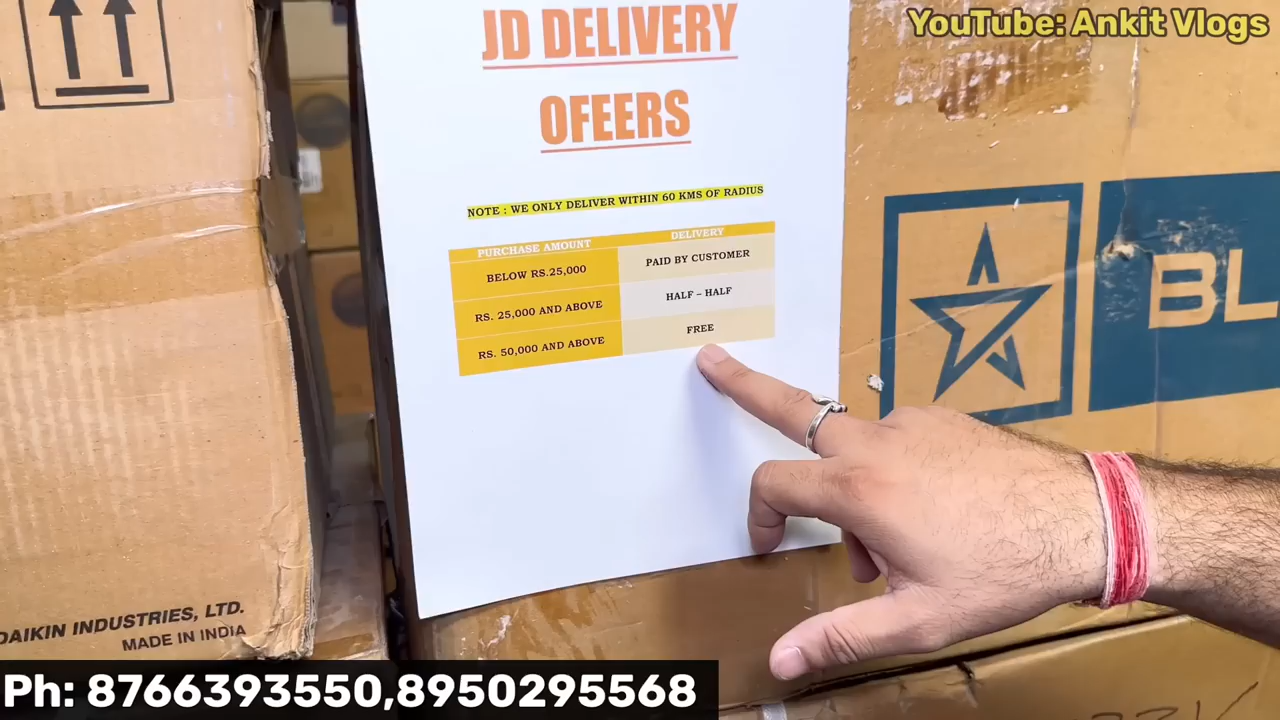 YouTube: Ankit Vlogs
JD DELIVERY
OFEERS
NOTE : WE ONLY DELIVER WITHIN 60 KMS OF RADIUS
PURCHASE AMOUNT DELIVERY
BELOW RS.25,000 PAID BY CUSTOMER
RS. 25,000 AND ABOVE HALF – HALF
RS. 50,000 AND ABOVE FREE
BL
DAIKIN INDUSTRIES, LTD.
MADE IN INDIA
Ph: 8766393550,8950295568